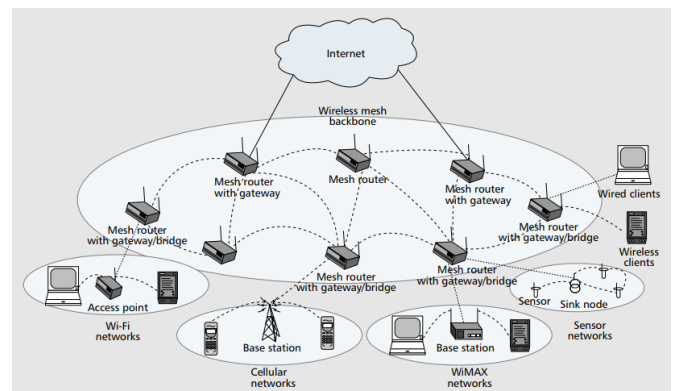 Internet
Wireless mesh
backbone
Mesh router
with gateway
Mesh router
Mesh router
with gateway
Wired clients
Mesh router
with gateway/bridge
Mesh router
with gateway/bridge
Wireless
clients
Mesh router
with gateway/bridge
Mesh router
with gateway/bridge
Access point
Wi-Fi
networks
Base station
Cellular
networks
Base station
WiMAX
networks
Sensor
Sink node
Sensor
networks